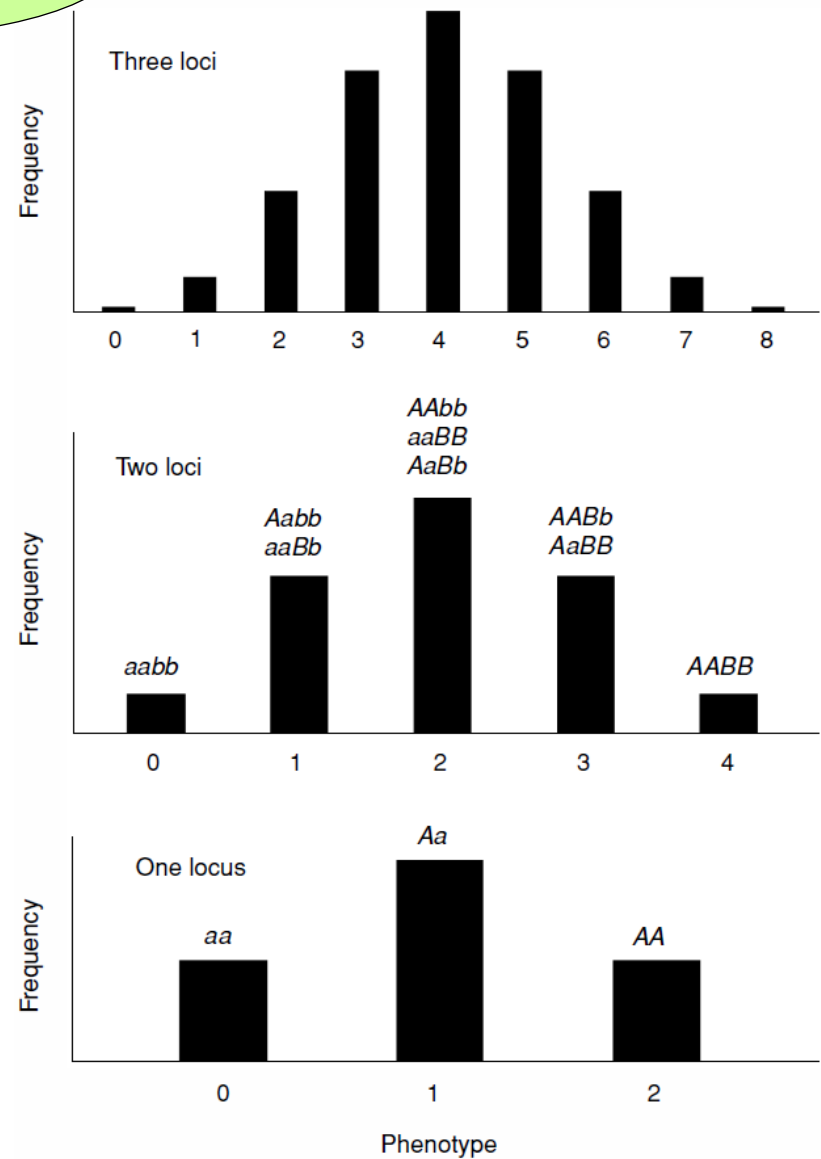 Three loci
Frequency
0 1 2 3 4 5 6 7 8
AAbb
aaBB
AaBb
Two loci
Aabb
aaBb
AABb
AaBB
Frequency
aabb
AABB
0 1 2 3 4
Aa
One locus
aa
AA
Frequency
0 1 2
Phenotype